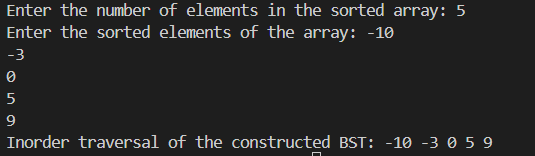 Enter the number of elements in the sorted array: 5
Enter the sorted elements of the array: -10
-3
0
5
9
Inorder traversal of the constructed BST: -10 -3 0 5 9